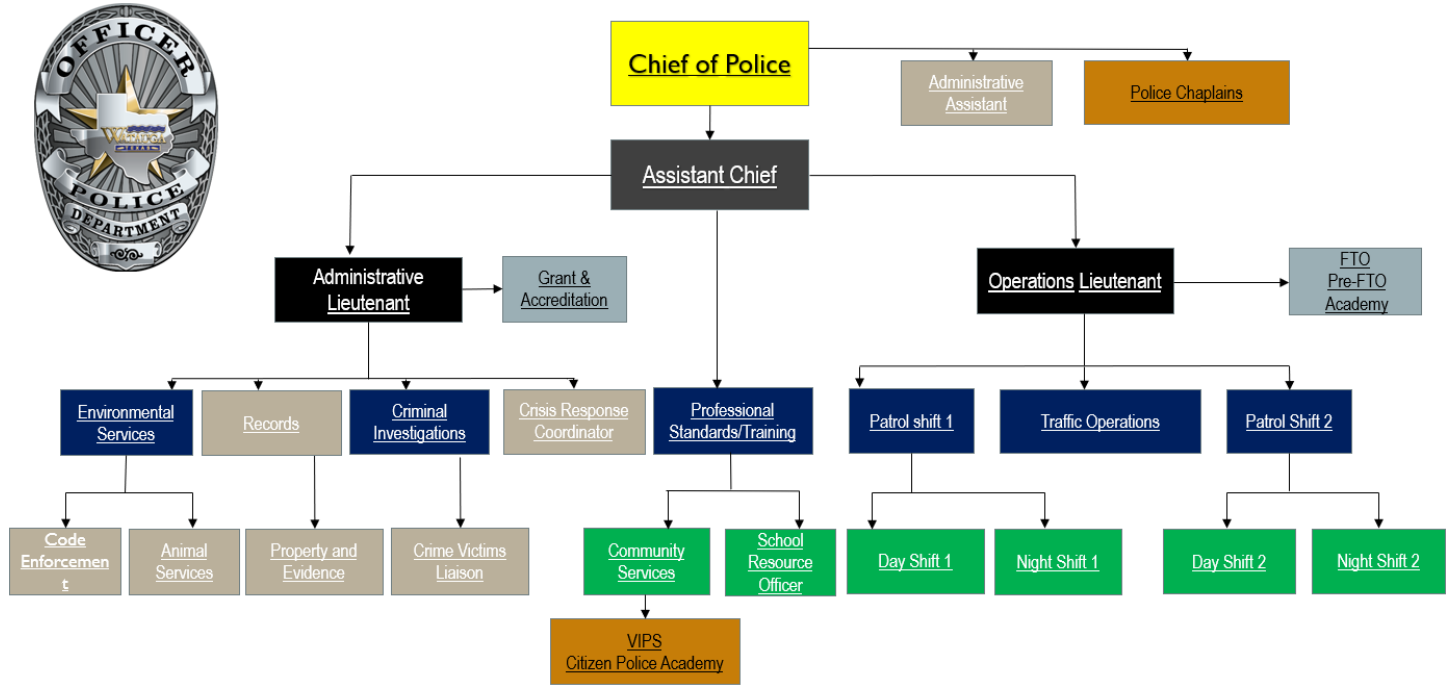 OFFICER
WATAUGA
POLICE
DEPARTMENT
Chief of Police
Administrative
Assistant
Police Chaplains
Assistant Chief
Administrative
Lieutenant
Grant &
Accreditation
Operations Lieutenant
FTO
Pre-FTO
Academy
Environmental
Services
Records
Criminal
Investigations
Crisis Response
Coordinator
Professional
Standards/Training
Patrol shift 1
Traffic Operations
Patrol Shift 2
Code
Enforcemen
t
Animal
Services
Property and
Evidence
Crime Victims
Liaison
Community
Services
School
Resource
Officer
Day Shift 1
Night Shift 1
Day Shift 2
Night Shift 2
VIPS
Citizen Police Academy